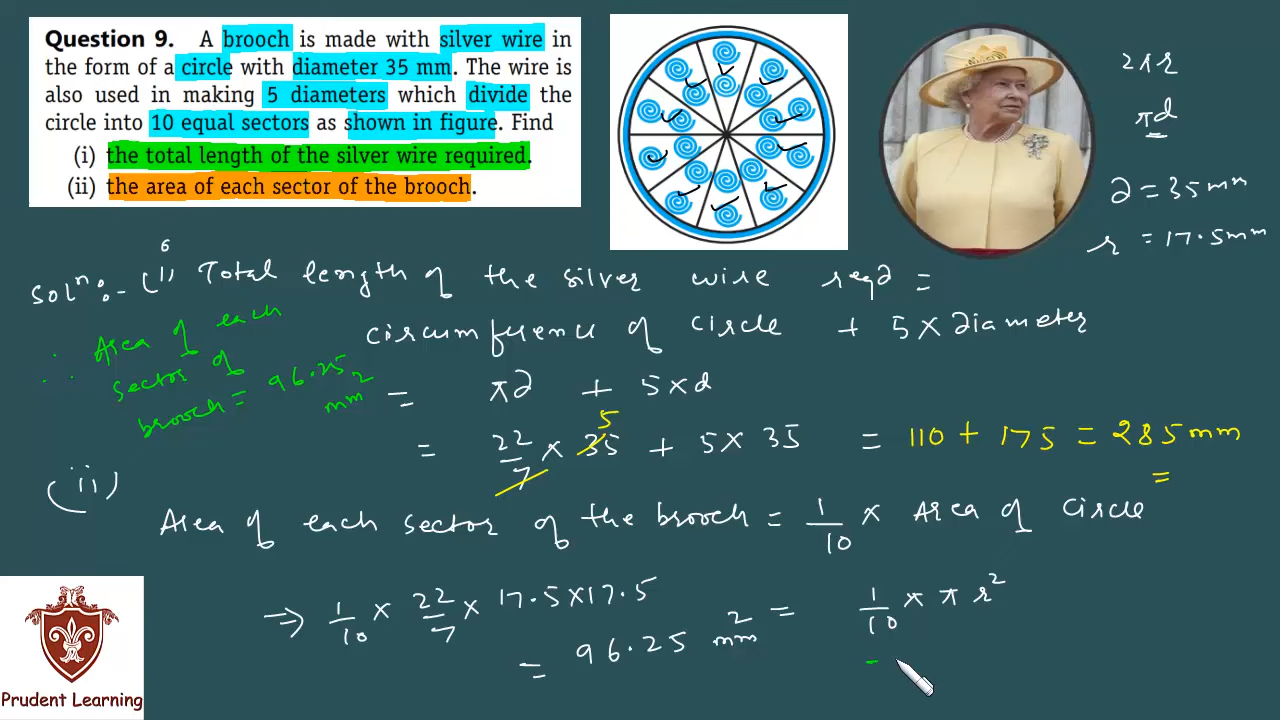 Question 9. A brooch is made with silver wire in
the form of a circle with diameter 35 mm. The wire is
also used in making 5 diameters which divide the
circle into 10 equal sectors as shown in figure. Find
(i) the total length of the silver wire required.
(ii) the area of each sector of the brooch.
2πr
πd
d = 35mm
r = 17.5mm
6
Solⁿ:- (i) Total length of the silver wire reqd =
circumference of circle + 5 × diameter
= πd + 5×d
5
= 22/7 × 35 + 5 × 35 = 110 + 175 = 285mm
=
∴ Area of each
sector of
brooch = 96.25
mm²
(ii)
Area of each sector of the brooch = 1/10 × Area of circle
→ 1/10 × 22/7 × 17.5×17.5
= 1/10 × π r²
= 96.25 mm²
Prudent Learning